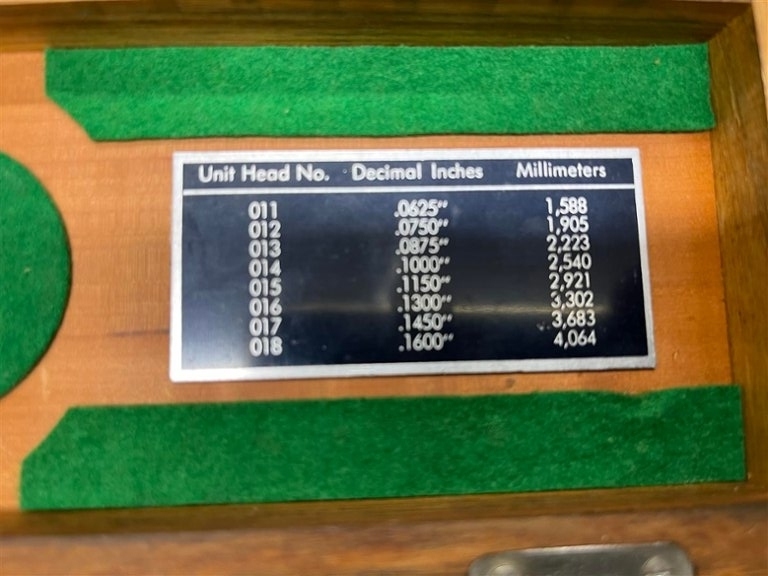 Unit Head No. Decimal Inches Millimeters
011 .0625" 1,588
012 .0750" 1,905
013 .0875" 2,223
014 .1000" 2,540
015 .1150" 2,921
016 .1300" 3,302
017 .1450" 3,683
018 .1600" 4,064